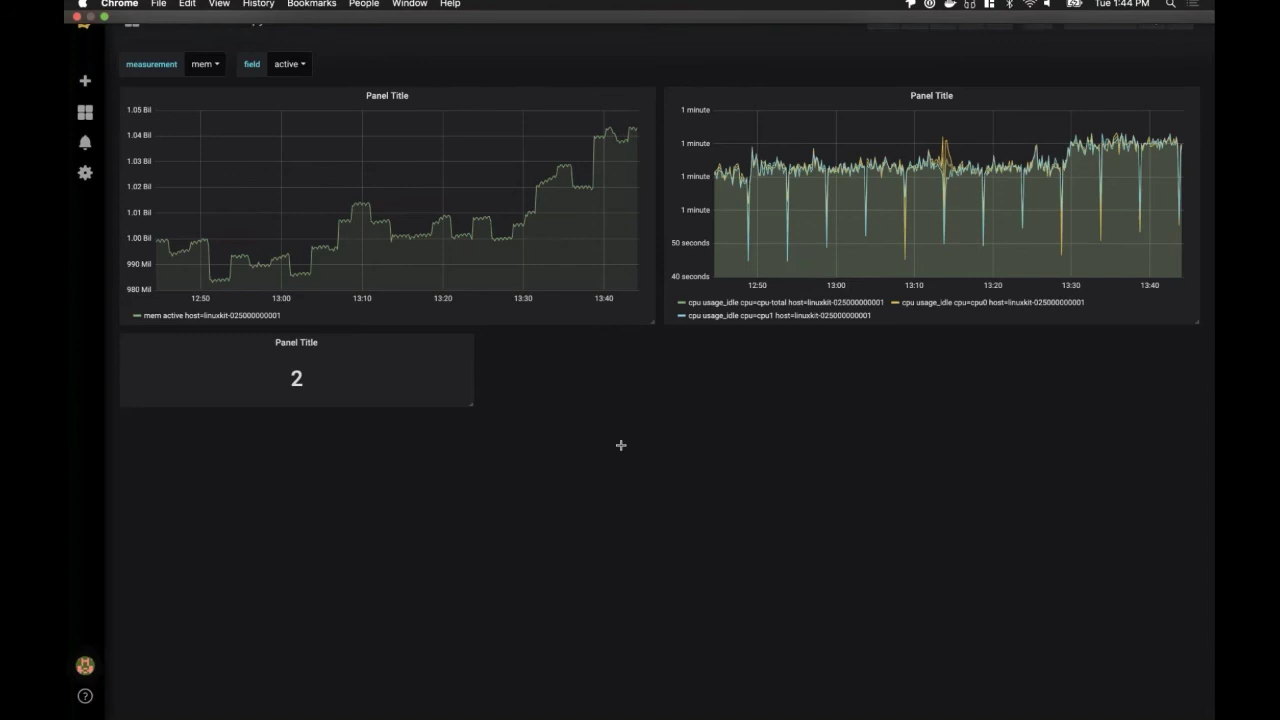 Chrome File Edit View History Bookmarks People Window Help Tue 1:44 PM
measurement mem field active
Panel Title
1.05 Bil
1.04 Bil
1.03 Bil
1.02 Bil
1.01 Bil
1.00 Bil
990 Mil
980 Mil
12:50 13:00 13:10 13:20 13:30 13:40
mem active host=linuxkit-025000000001
Panel Title
1 minute
1 minute
1 minute
1 minute
50 seconds
40 seconds
12:50 13:00 13:10 13:20 13:30 13:40
cpu usage_idle cpu=cpu-total host=linuxkit-025000000001 cpu usage_idle cpu=cpu0 host=linuxkit-025000000001
cpu usage_idle cpu=cpu1 host=linuxkit-025000000001
Panel Title
2